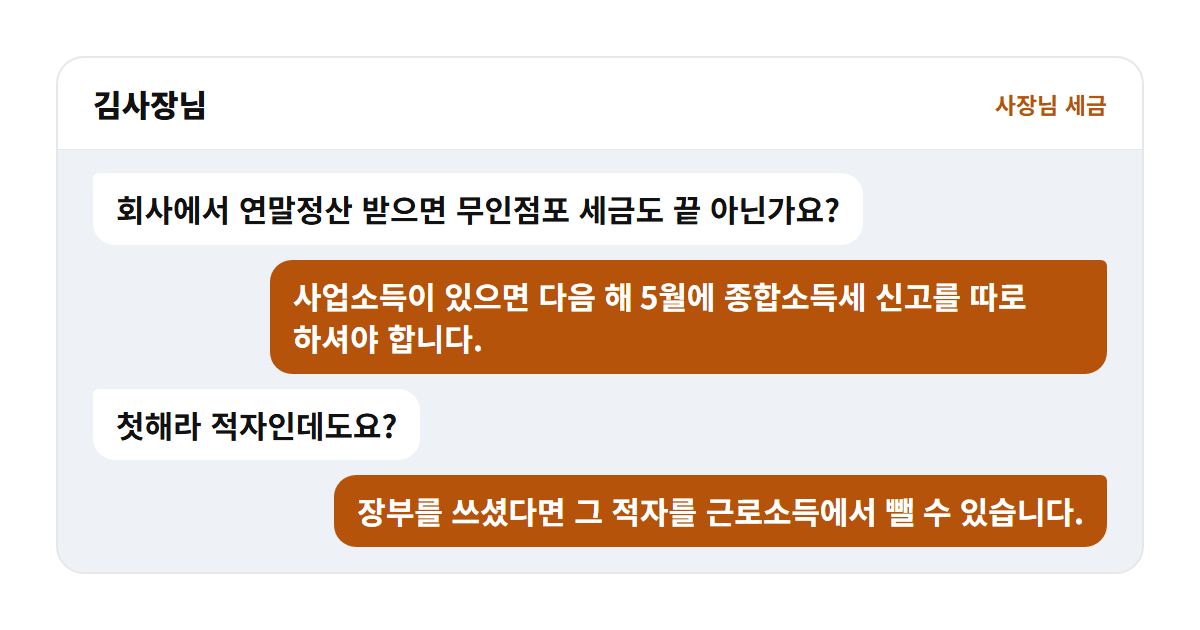 김사장님
사장님 세금
회사에서 연말정산 받으면 무인점포 세금도 끝 아닌가요?
사업소득이 있으면 다음 해 5월에 종합소득세 신고를 따로
하셔야 합니다.
첫해라 적자인데도요?
장부를 쓰셨다면 그 적자를 근로소득에서 뺄 수 있습니다.